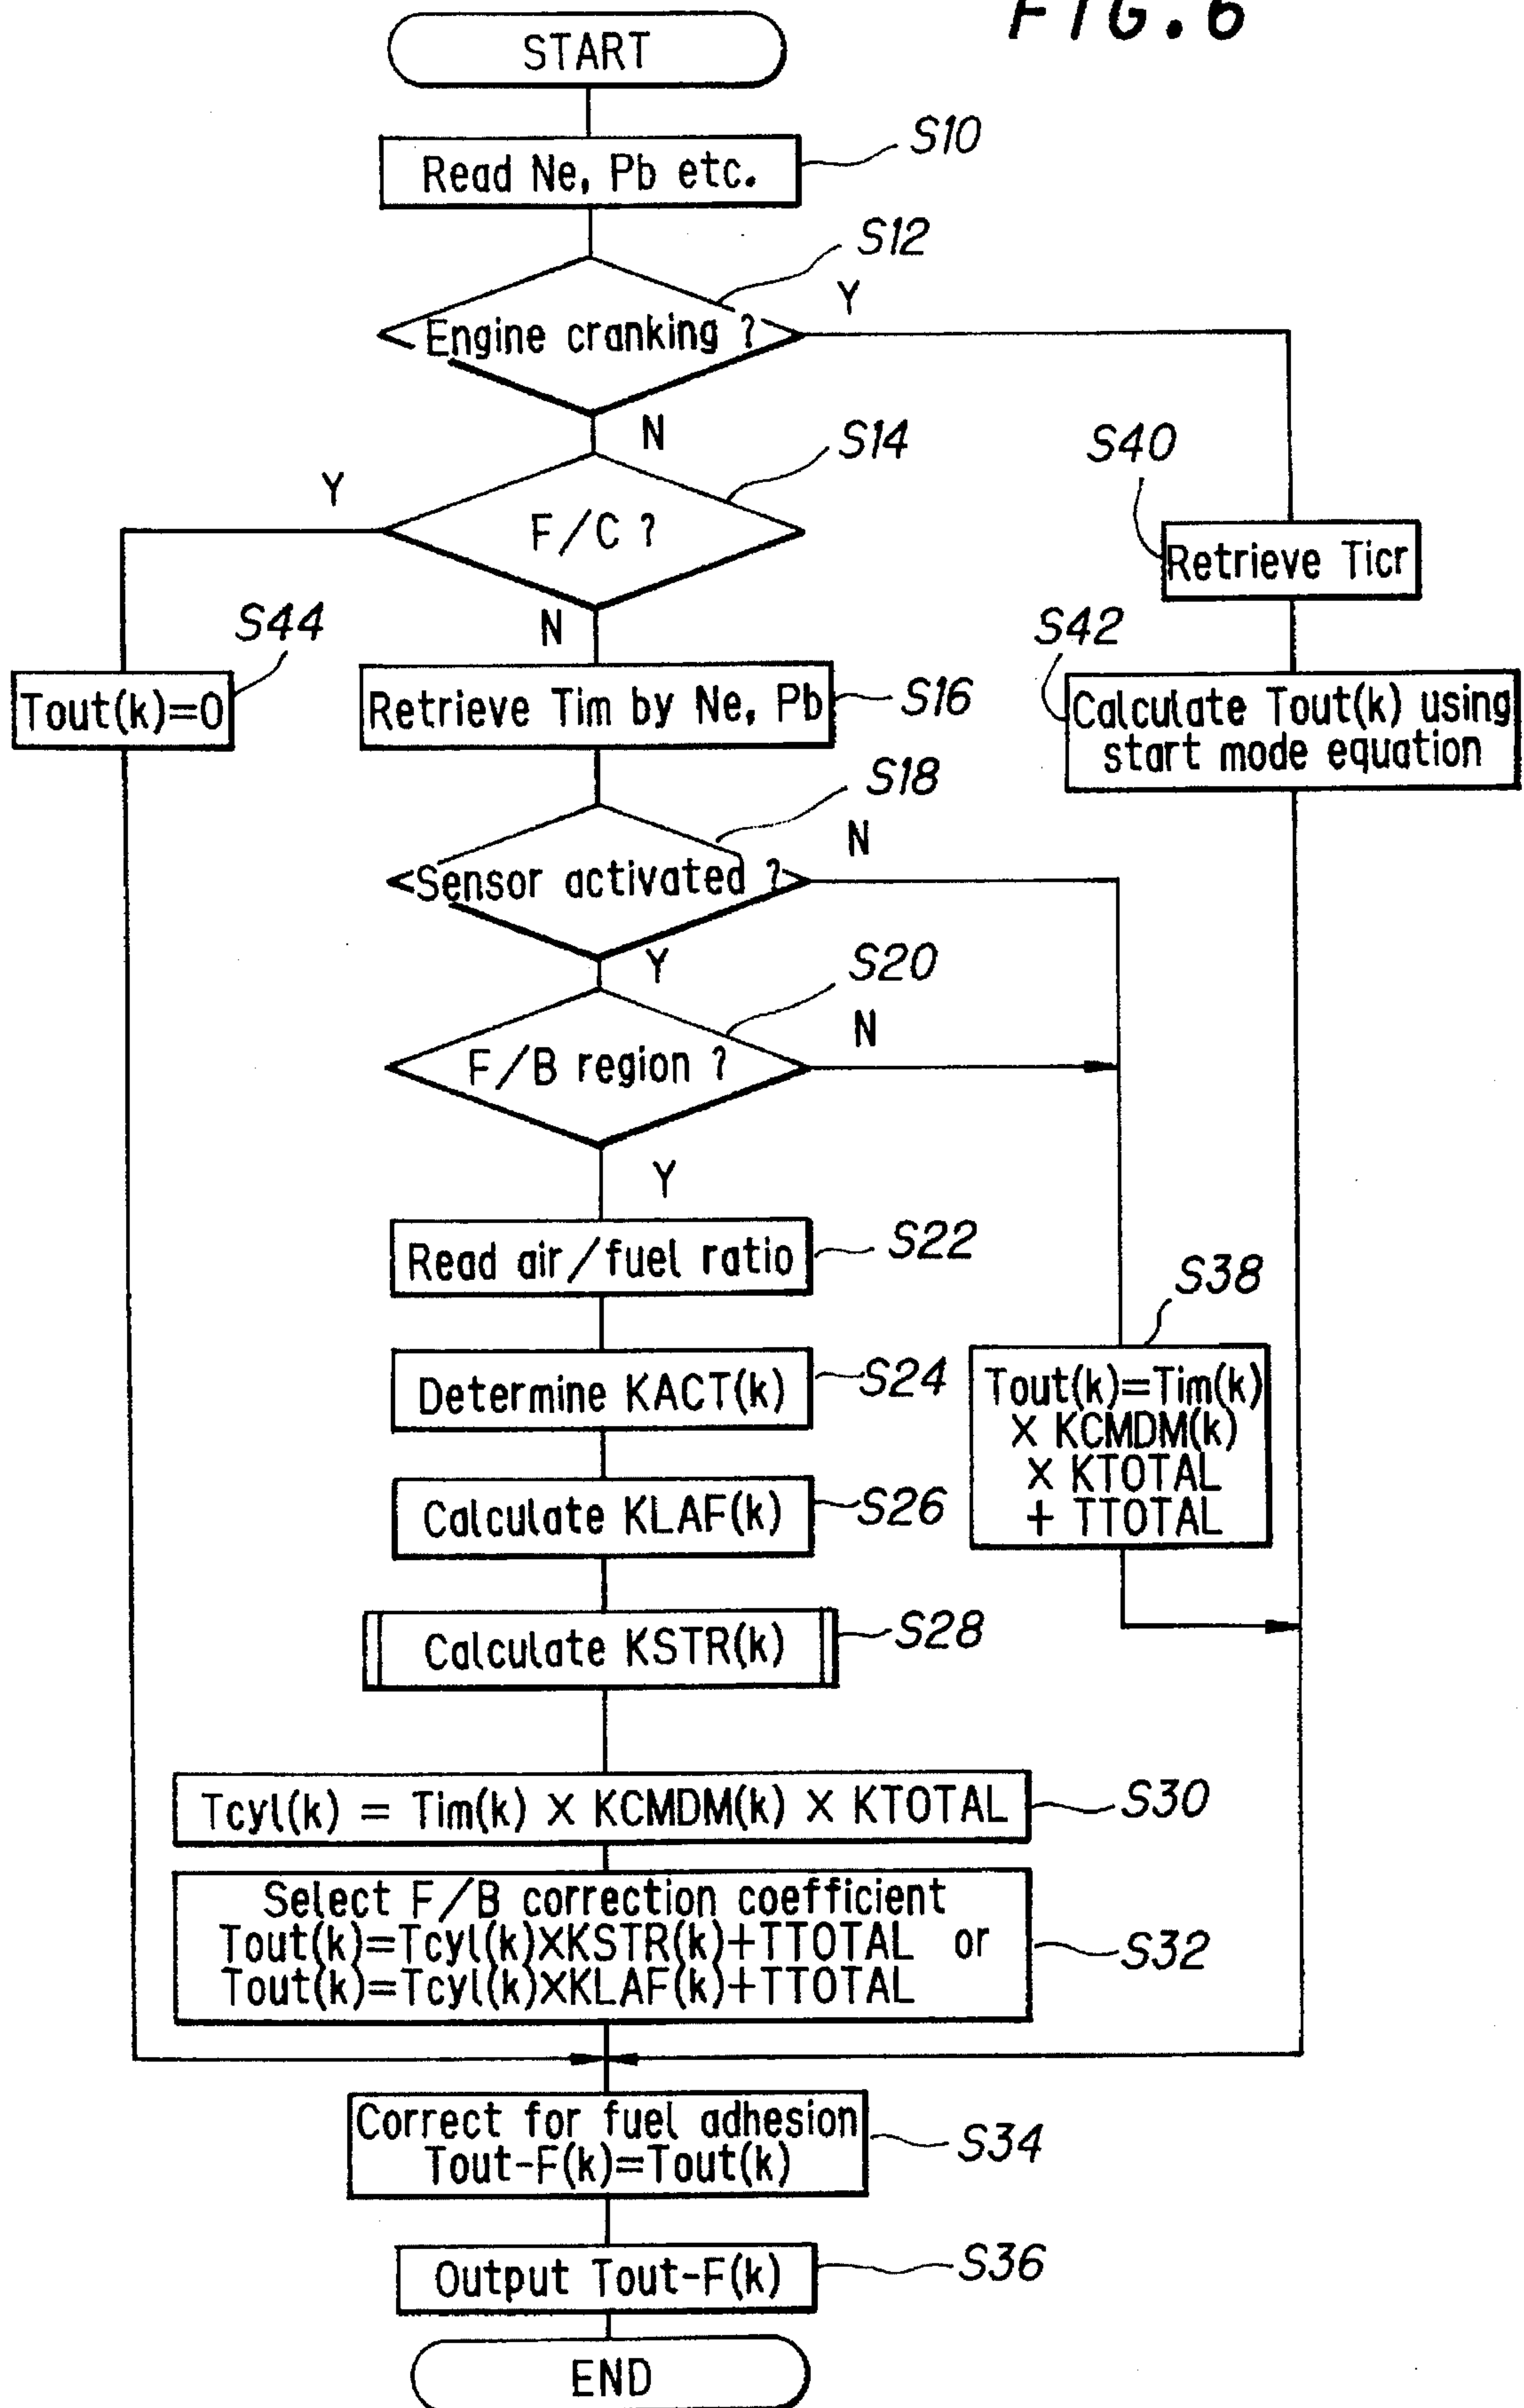 FIG.6
START
Read Ne, Pb etc.
S10
S12
Engine cranking ?
Y
N
S14
F/C ?
Y
N
S40
Retrieve Ticr
S42
Calculate Tout(k) using
start mode equation
S44
Tout(k)=0
Retrieve Tim by Ne, Pb
S16
S18
Sensor activated ?
N
Y
S20
F/B region ?
N
Y
Read air/fuel ratio
S22
Determine KACT(k)
S24
S38
Tout(k)=Tim(k)
× KCMDM(k)
× KTOTAL
+ TTOTAL
Calculate KLAF(k)
S26
Calculate KSTR(k)
S28
Tcyl(k) = Tim(k) × KCMDM(k) × KTOTAL
S30
Select F/B correction coefficient
Tout(k)=Tcyl(k)×KSTR(k)+TTOTAL or
Tout(k)=Tcyl(k)×KLAF(k)+TTOTAL
S32
Correct for fuel adhesion
Tout-F(k)=Tout(k)
S34
Output Tout-F(k)
S36
END